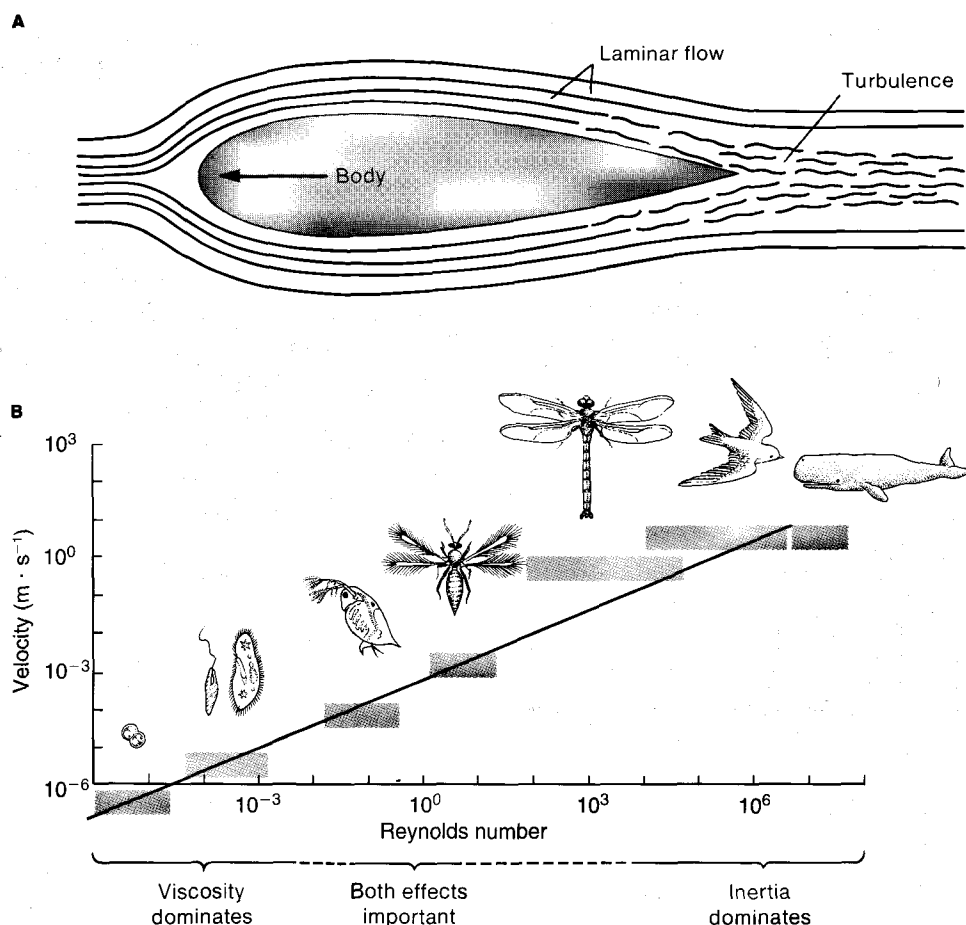 A
Laminar flow
Turbulence
Body
B
Velocity (m · s⁻¹)
10³
10⁰
10⁻³
10⁻⁶
10⁻³ 10⁰ 10³ 10⁶
Reynolds number
Viscosity
dominates
Both effects
important
Inertia
dominates